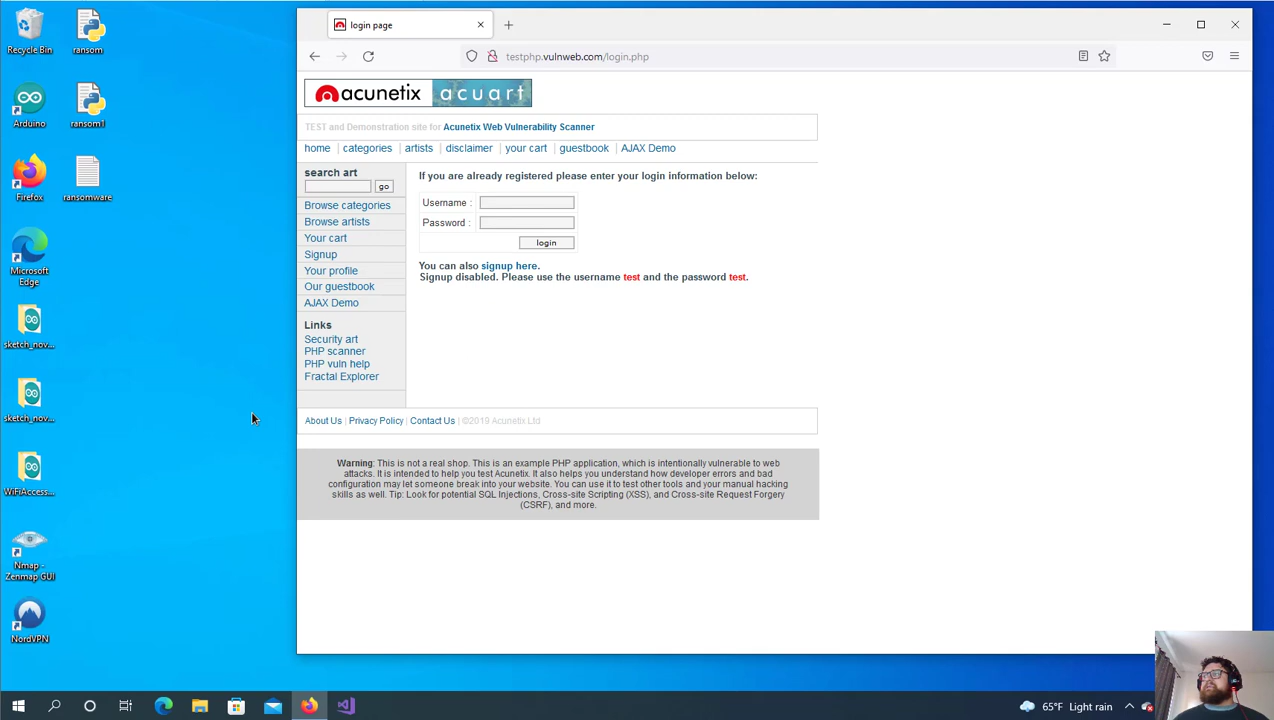 Recycle Bin
ransom
Arduino
ransom1
Firefox
ransomware
Microsoft
Edge
sketch_nov...
sketch_nov...
WiFiAccess...
Nmap -
Zenmap GUI
NordVPN
login page
testphp.vulnweb.com/login.php
acunetix acuart
TEST and Demonstration site for Acunetix Web Vulnerability Scanner
home | categories | artists | disclaimer | your cart | guestbook | AJAX Demo
search art
go
Browse categories
Browse artists
Your cart
Signup
Your profile
Our guestbook
AJAX Demo
Links
Security art
PHP scanner
PHP vuln help
Fractal Explorer
If you are already registered please enter your login information below:
Username :
Password :
login
You can also signup here.
Signup disabled. Please use the username test and the password test.
About Us | Privacy Policy | Contact Us | ©2019 Acunetix Ltd
Warning: This is not a real shop. This is an example PHP application, which is intentionally vulnerable to web
attacks. It is intended to help you test Acunetix. It also helps you understand how developer errors and bad
configuration may let someone break into your website. You can use it to test other tools and your manual hacking
skills as well. Tip: Look for potential SQL Injections, Cross-site Scripting (XSS), and Cross-site Request Forgery
(CSRF), and more.
65°F Light rain